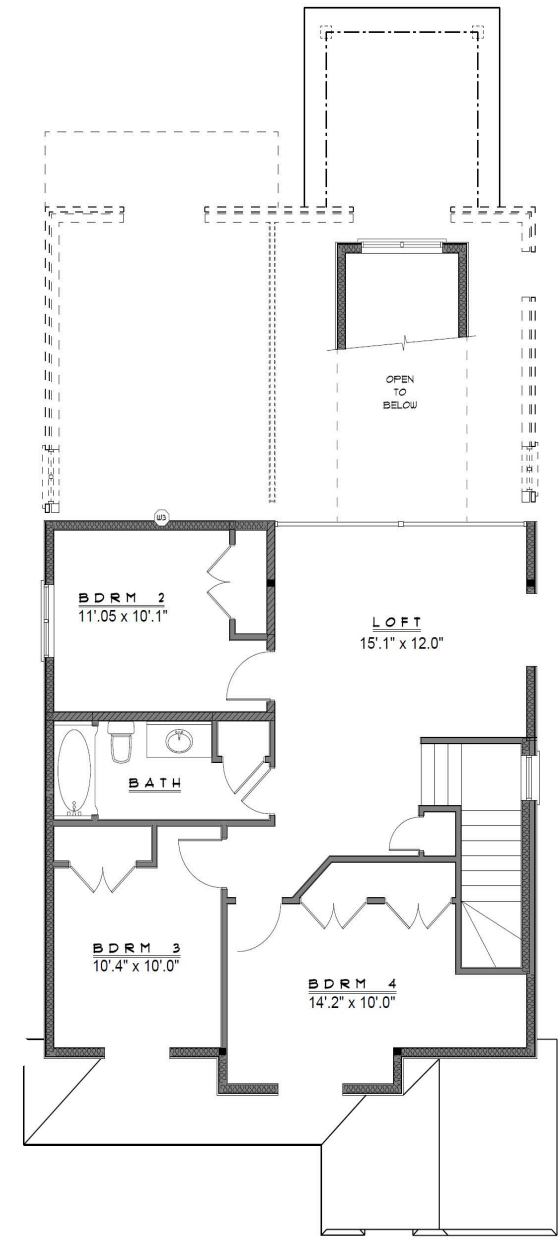 OPEN
TO
BELOW
W3
BDRM 2
11'.05 x 10'.1"
LOFT
15'.1" x 12.0"
BATH
BDRM 3
10'.4" x 10'.0"
BDRM 4
14'.2" x 10'.0"